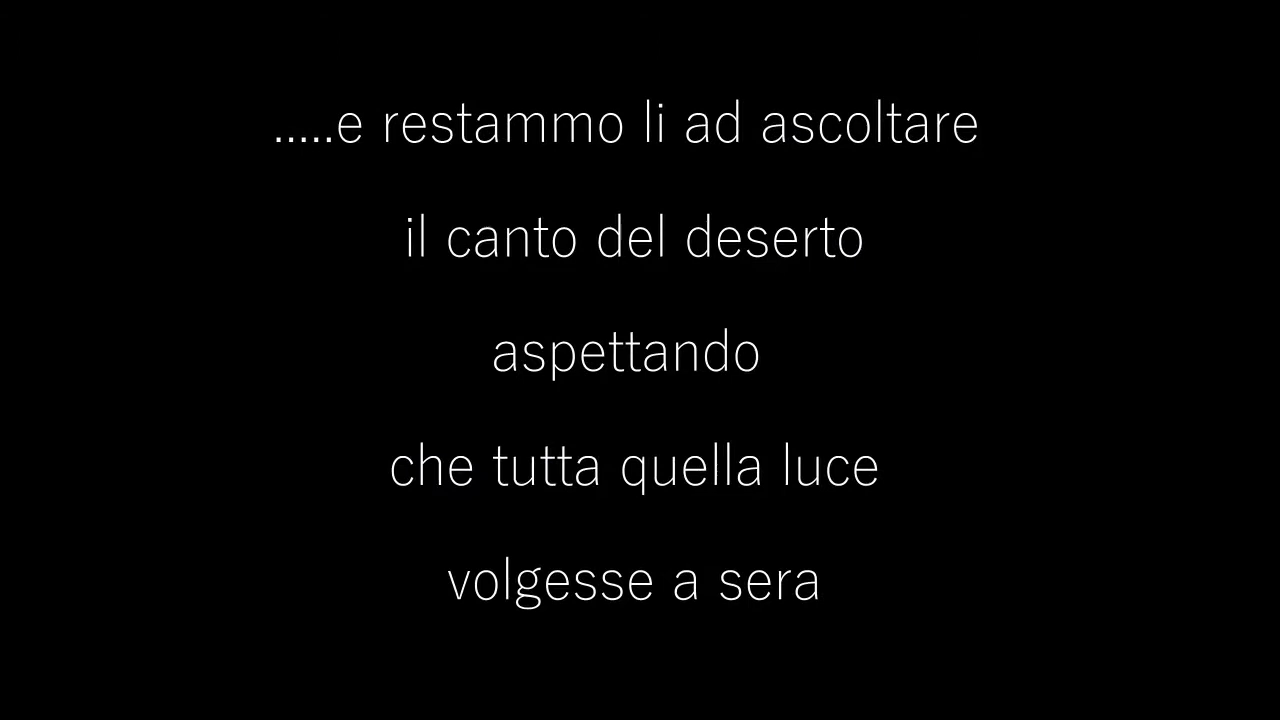 .....e restammo li ad ascoltare
il canto del deserto
aspettando
che tutta quella luce
volgesse a sera